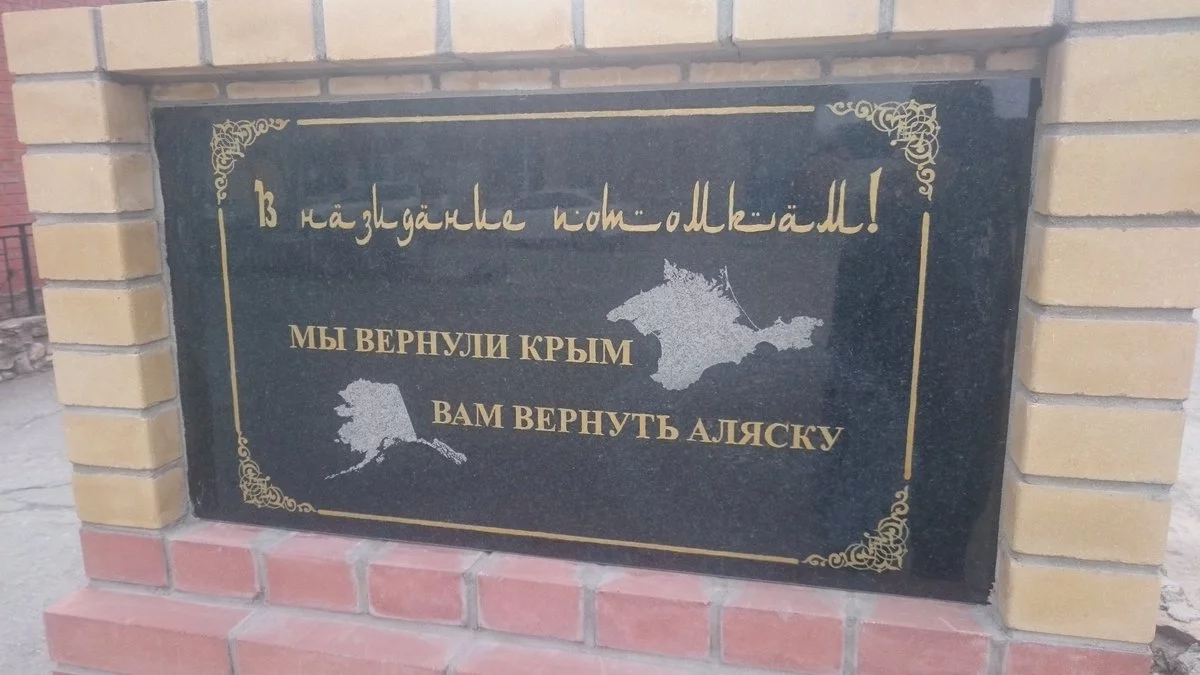 В назидание потомкам!
МЫ ВЕРНУЛИ КРЫМ
ВАМ ВЕРНУТЬ АЛЯСКУ